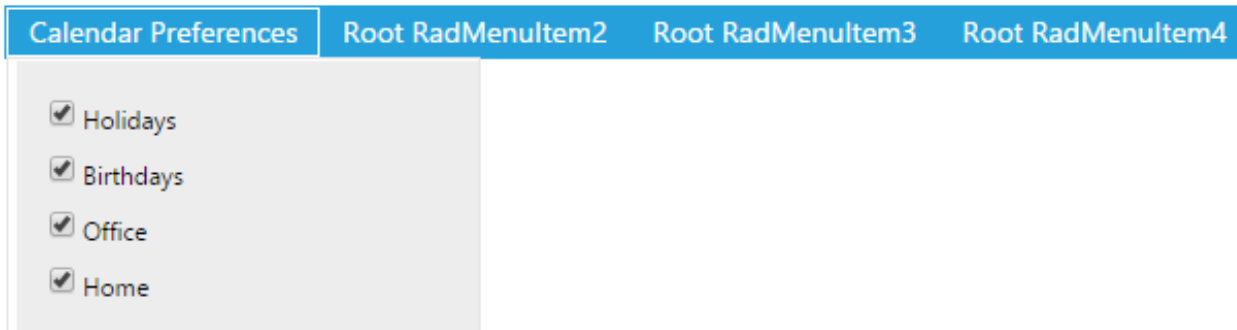 Calendar Preferences Root RadMenuItem2 Root RadMenuItem3 Root RadMenuItem4
Holidays
Birthdays
Office
Home